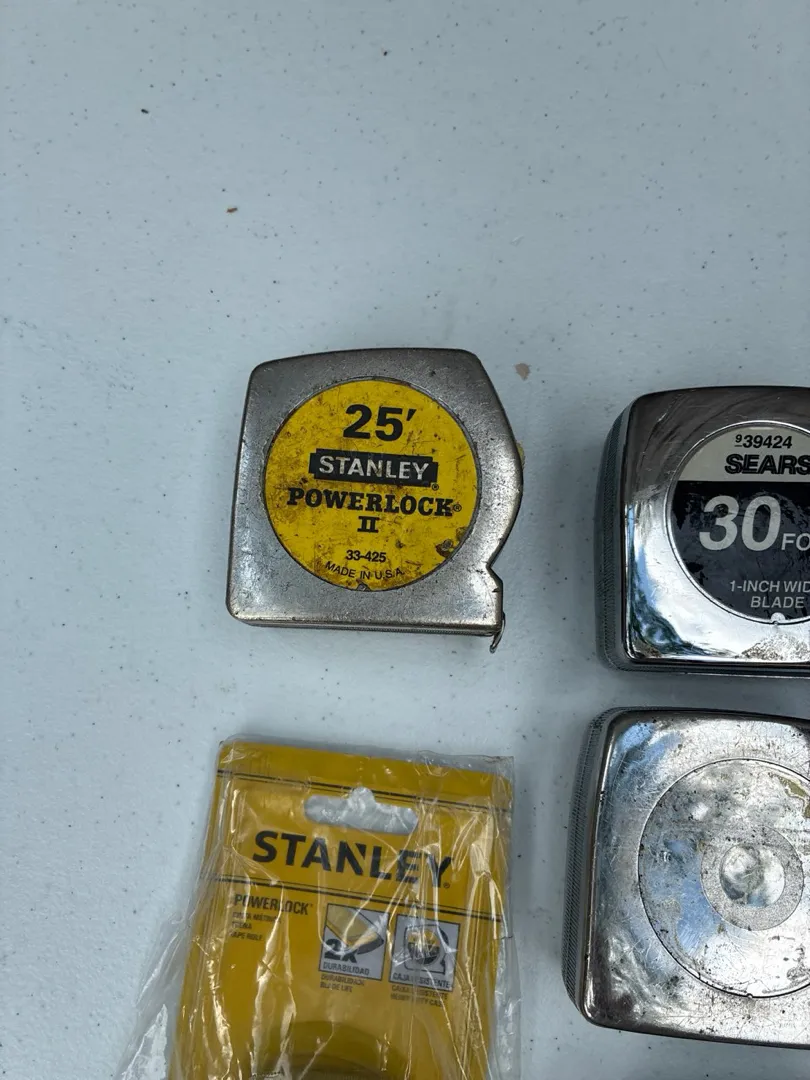 25'
STANLEY®
POWERLOCK®
II
33-425
MADE IN U.S.A.
939424
SEARS
30 FO
1-INCH WID
BLADE
STANLEY®
POWERLOCK®
2X
DURABILIDAD